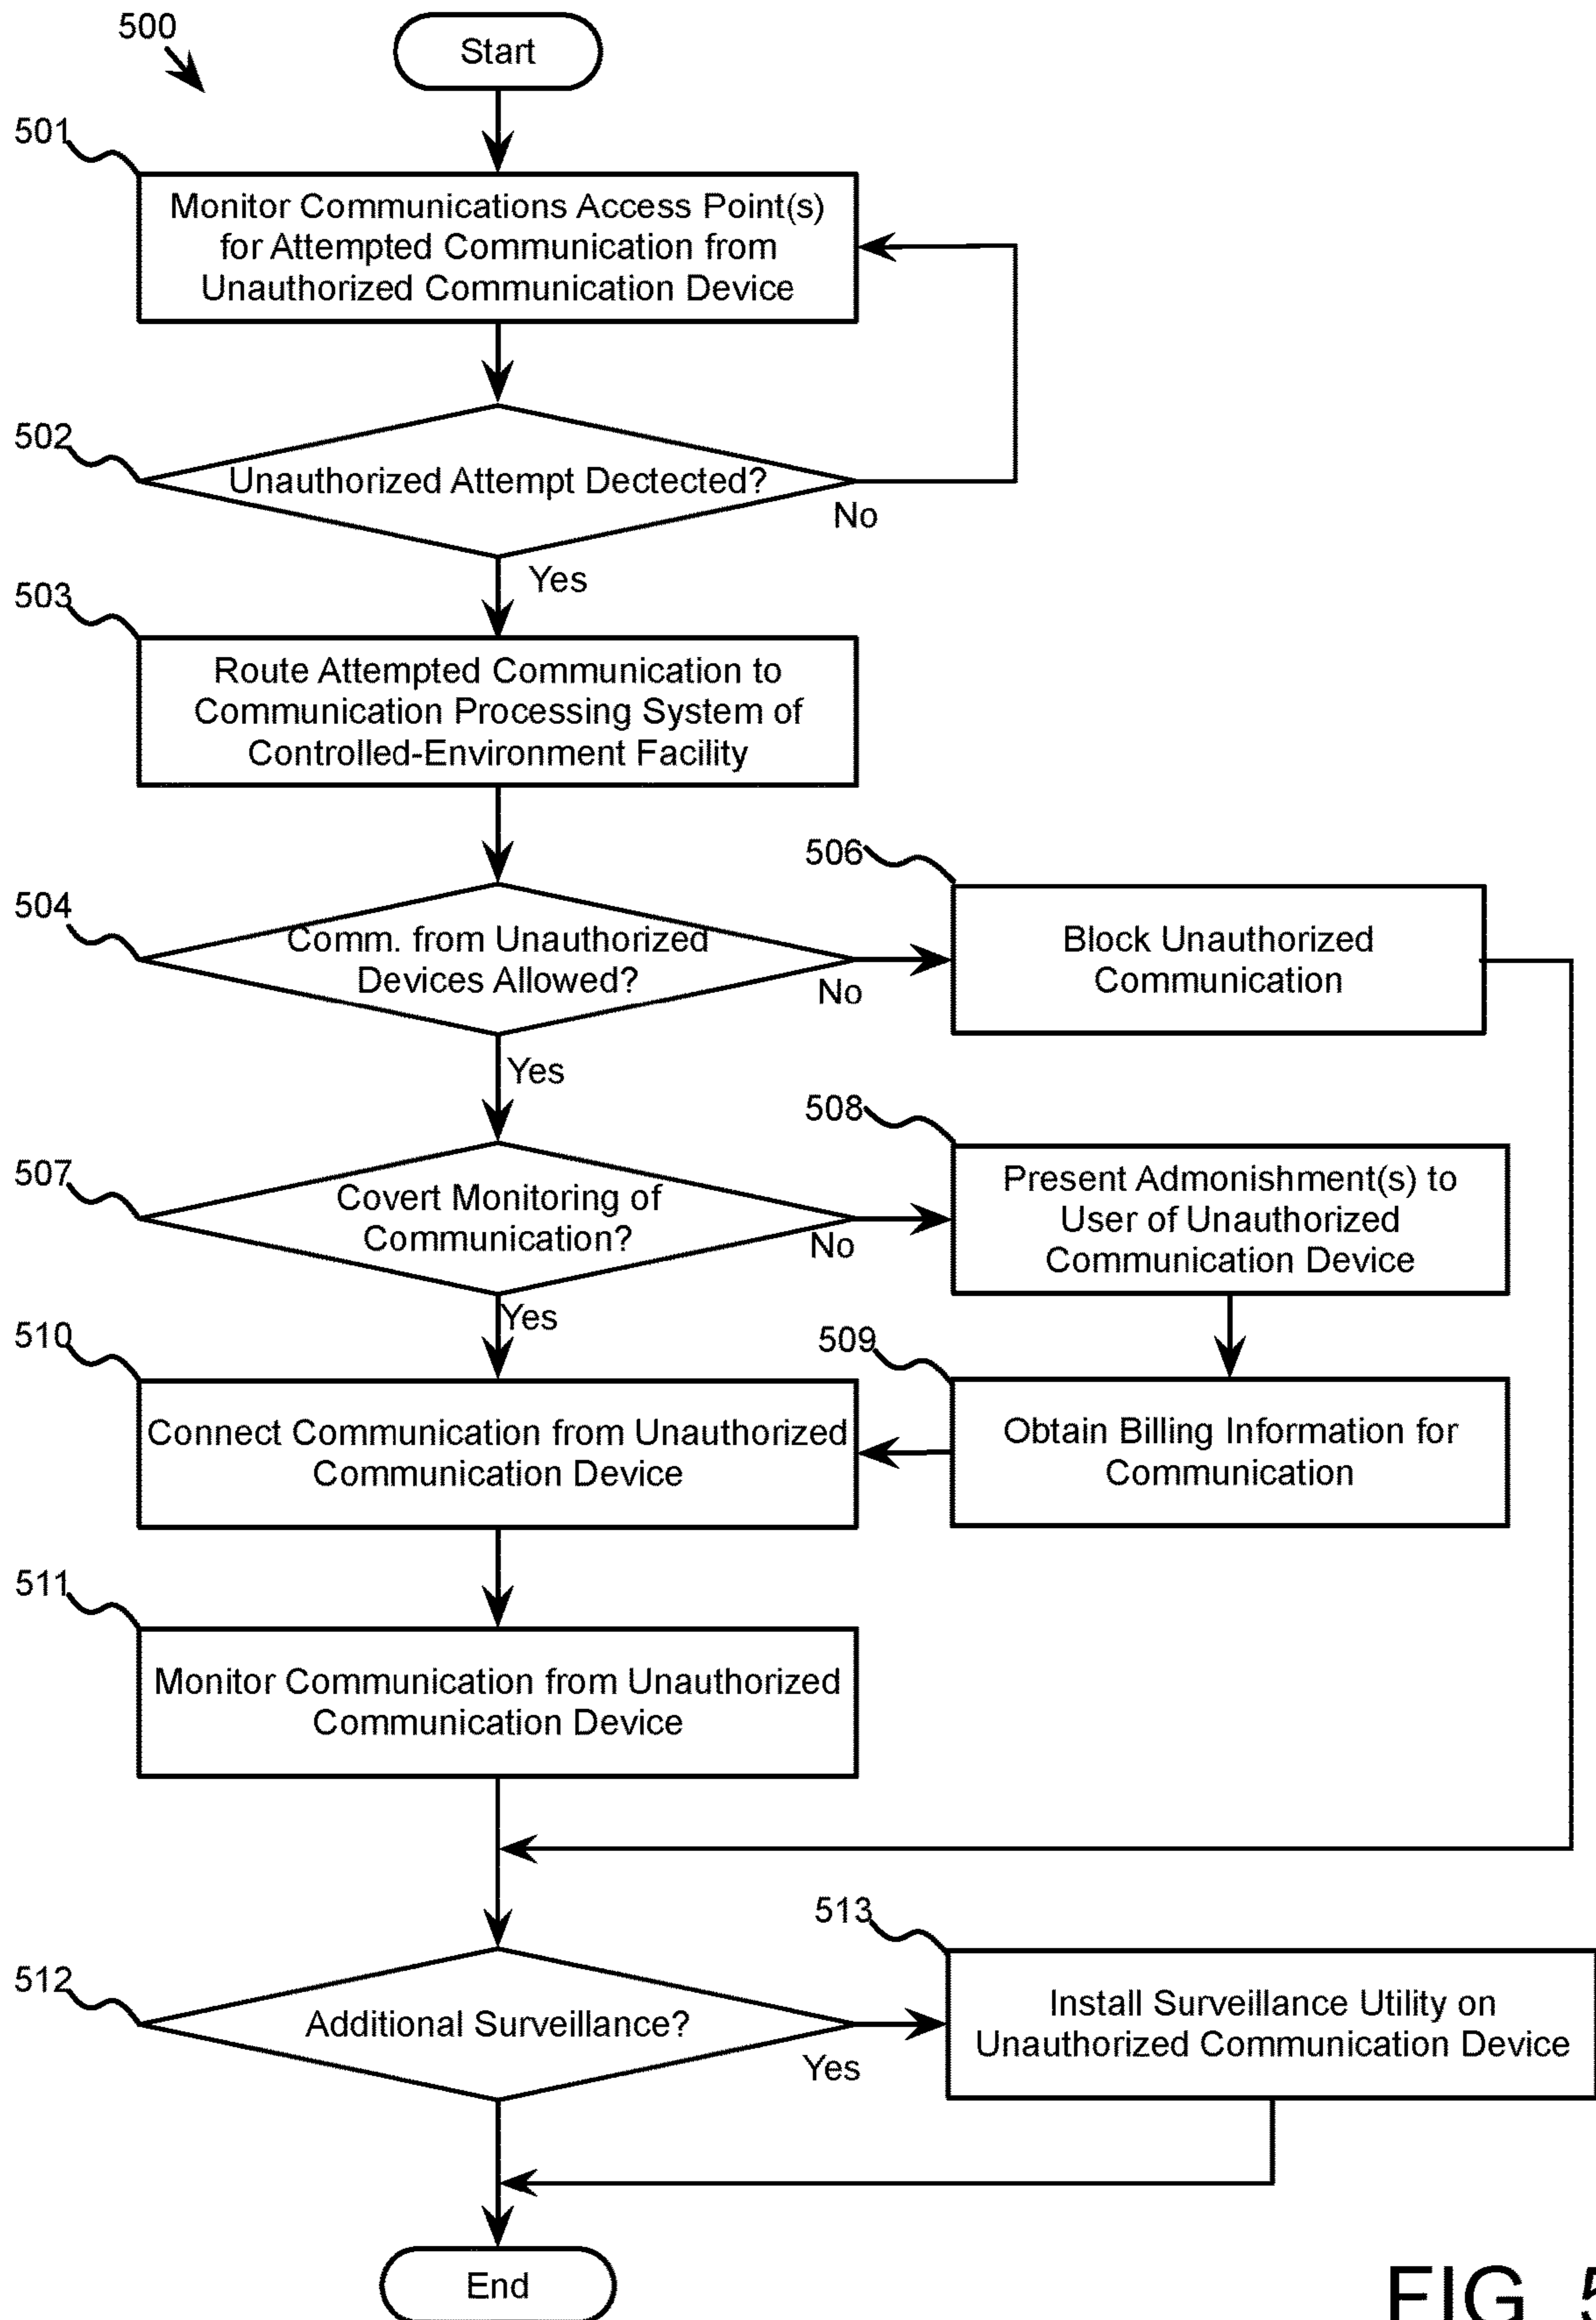 500
Start
501
Monitor Communications Access Point(s)
for Attempted Communication from
Unauthorized Communication Device
502
Unauthorized Attempt Dectected?
No
Yes
503
Route Attempted Communication to
Communication Processing System of
Controlled-Environment Facility
504
Comm. from Unauthorized
Devices Allowed?
No
506
Block Unauthorized
Communication
Yes
507
Covert Monitoring of
Communication?
No
508
Present Admonishment(s) to
User of Unauthorized
Communication Device
Yes
509
Obtain Billing Information for
Communication
510
Connect Communication from Unauthorized
Communication Device
511
Monitor Communication from Unauthorized
Communication Device
512
Additional Surveillance?
Yes
513
Install Surveillance Utility on
Unauthorized Communication Device
End
FIG. 5